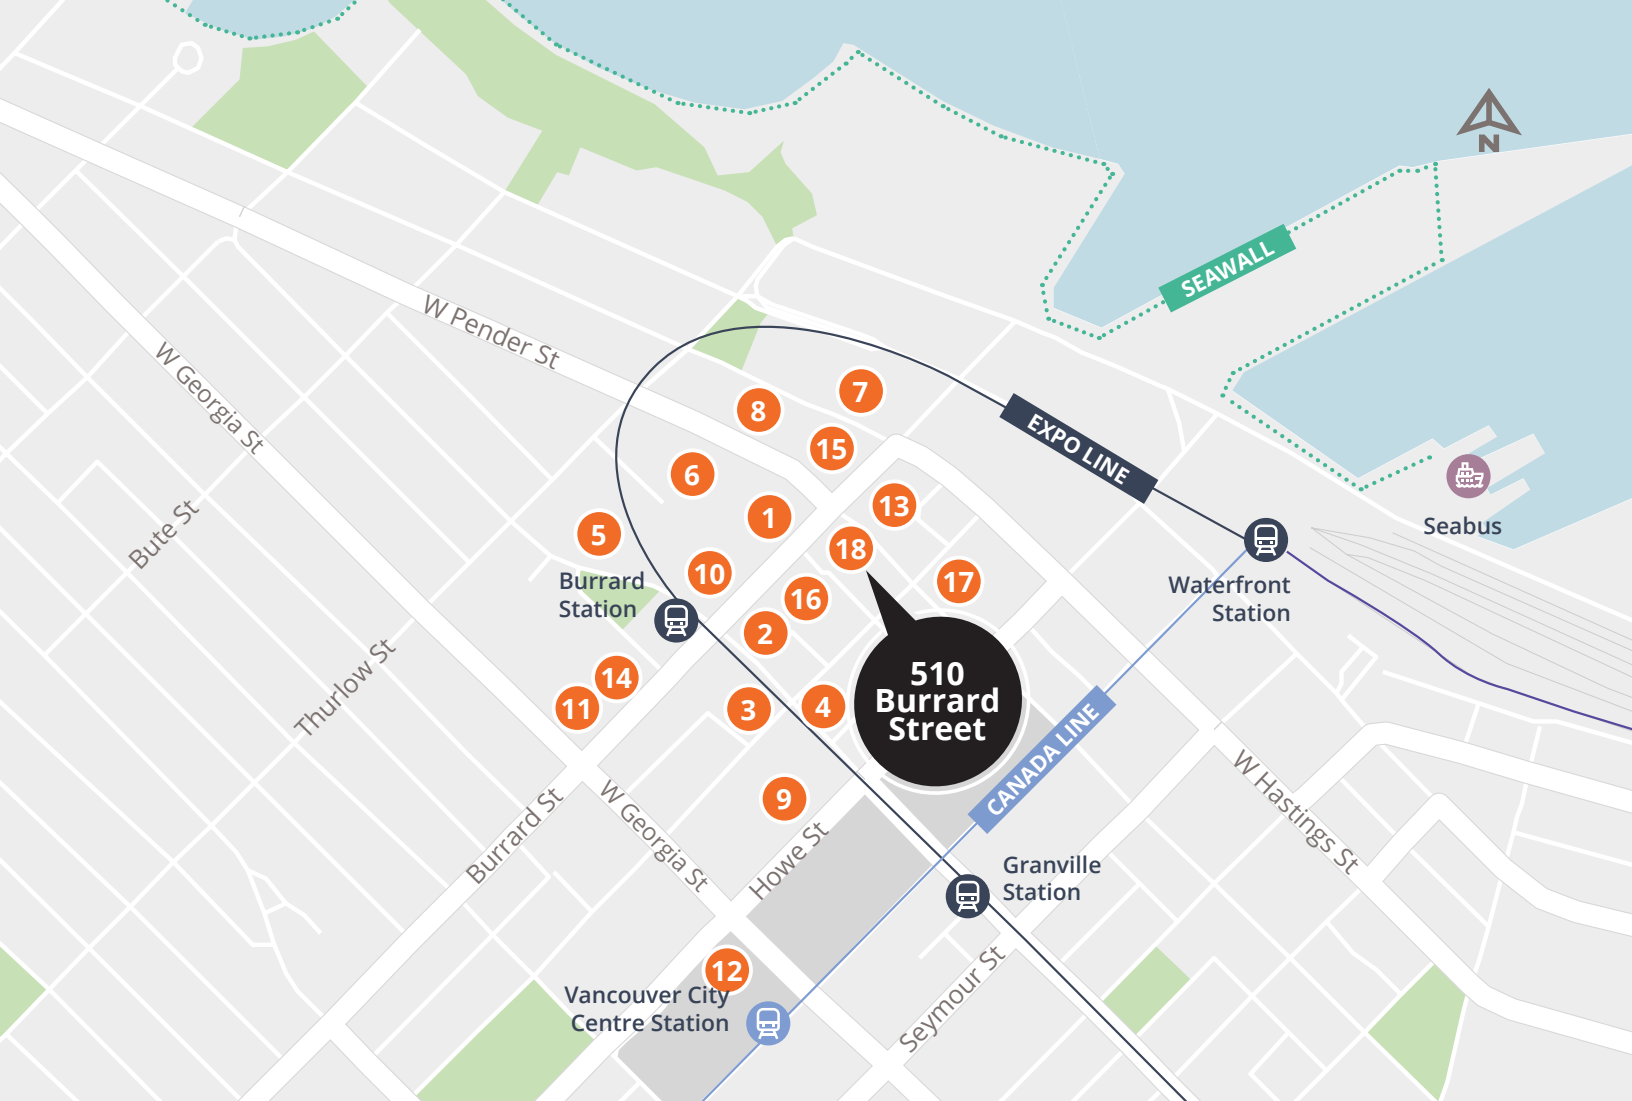 N
SEAWALL
W Pender St
W Georgia St
EXPO LINE
7
8
15
6
13
1
5
18
Seabus
10
17
Burrard
Station
Waterfront
Station
16
2
Bute St
14
11
3
4
510
Burrard
Street
Thurlow St
CANADA LINE
9
W Georgia St
W Hastings St
Burrard St
Howe St
Granville
Station
12
Vancouver City
Centre Station
Seymour St